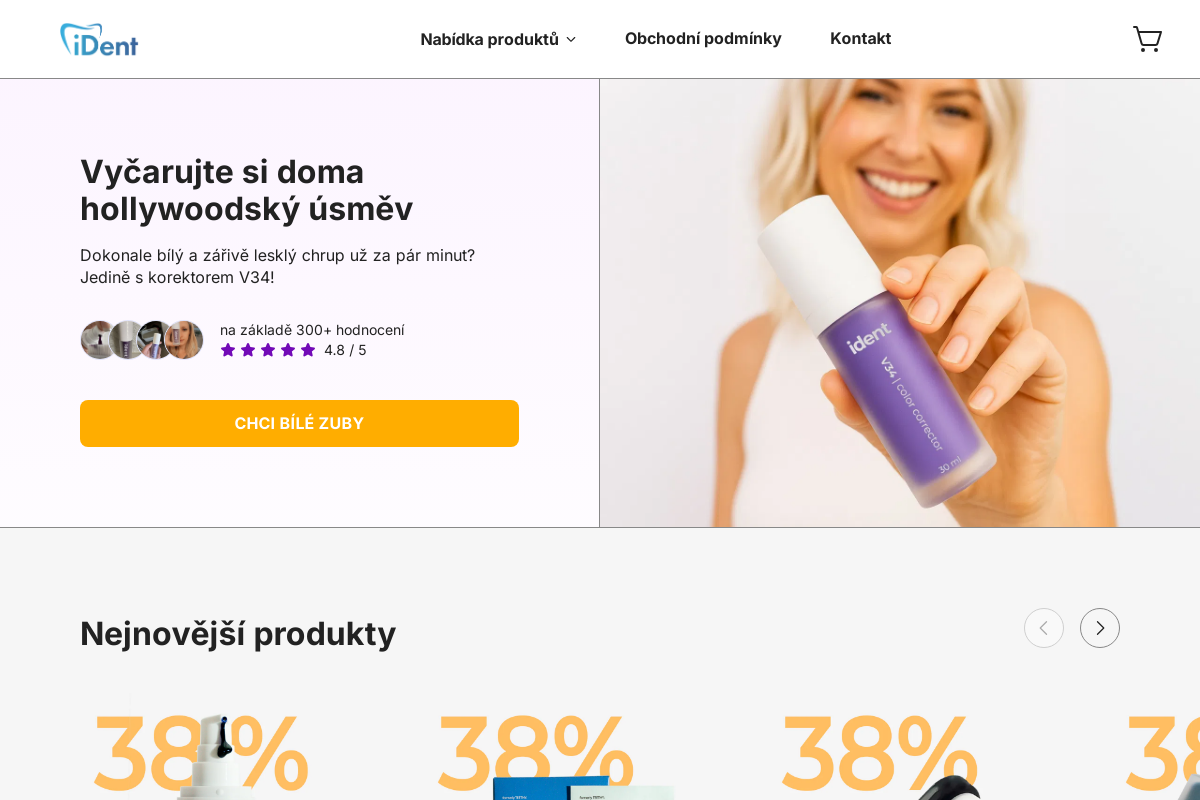 iDent
Nabídka produktů
Obchodní podmínky
Kontakt
Vyčarujte si doma
hollywoodský úsměv
Dokonale bílý a zářivě lesklý chrup už za pár minut?
Jedině s korektorem V34!
na základě 300+ hodnocení
4.8 / 5
CHCI BÍLÉ ZUBY
ident
V34 | color corrector
30 ml
Nejnovější produkty
38%
38%
38%
38